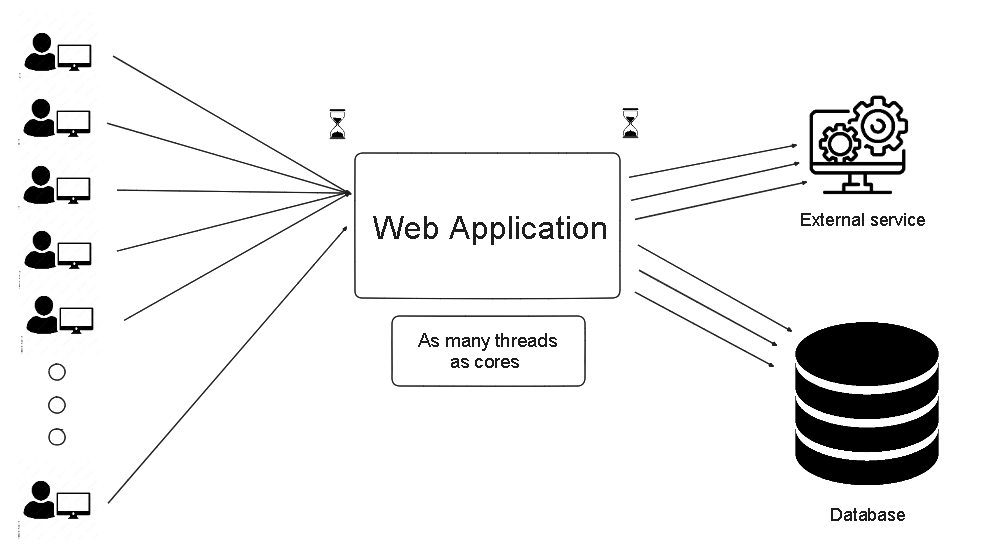 Web Application
External service
As many threads
as cores
Database